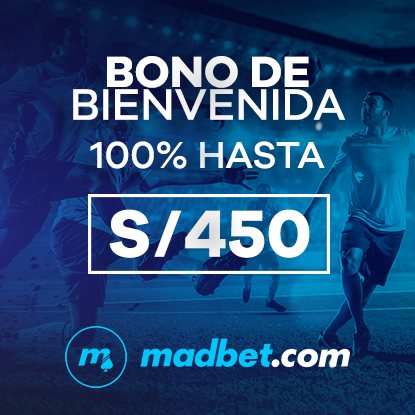 BONO DE
BIENVENIDA
100% HASTA
S/450
m madbet.com